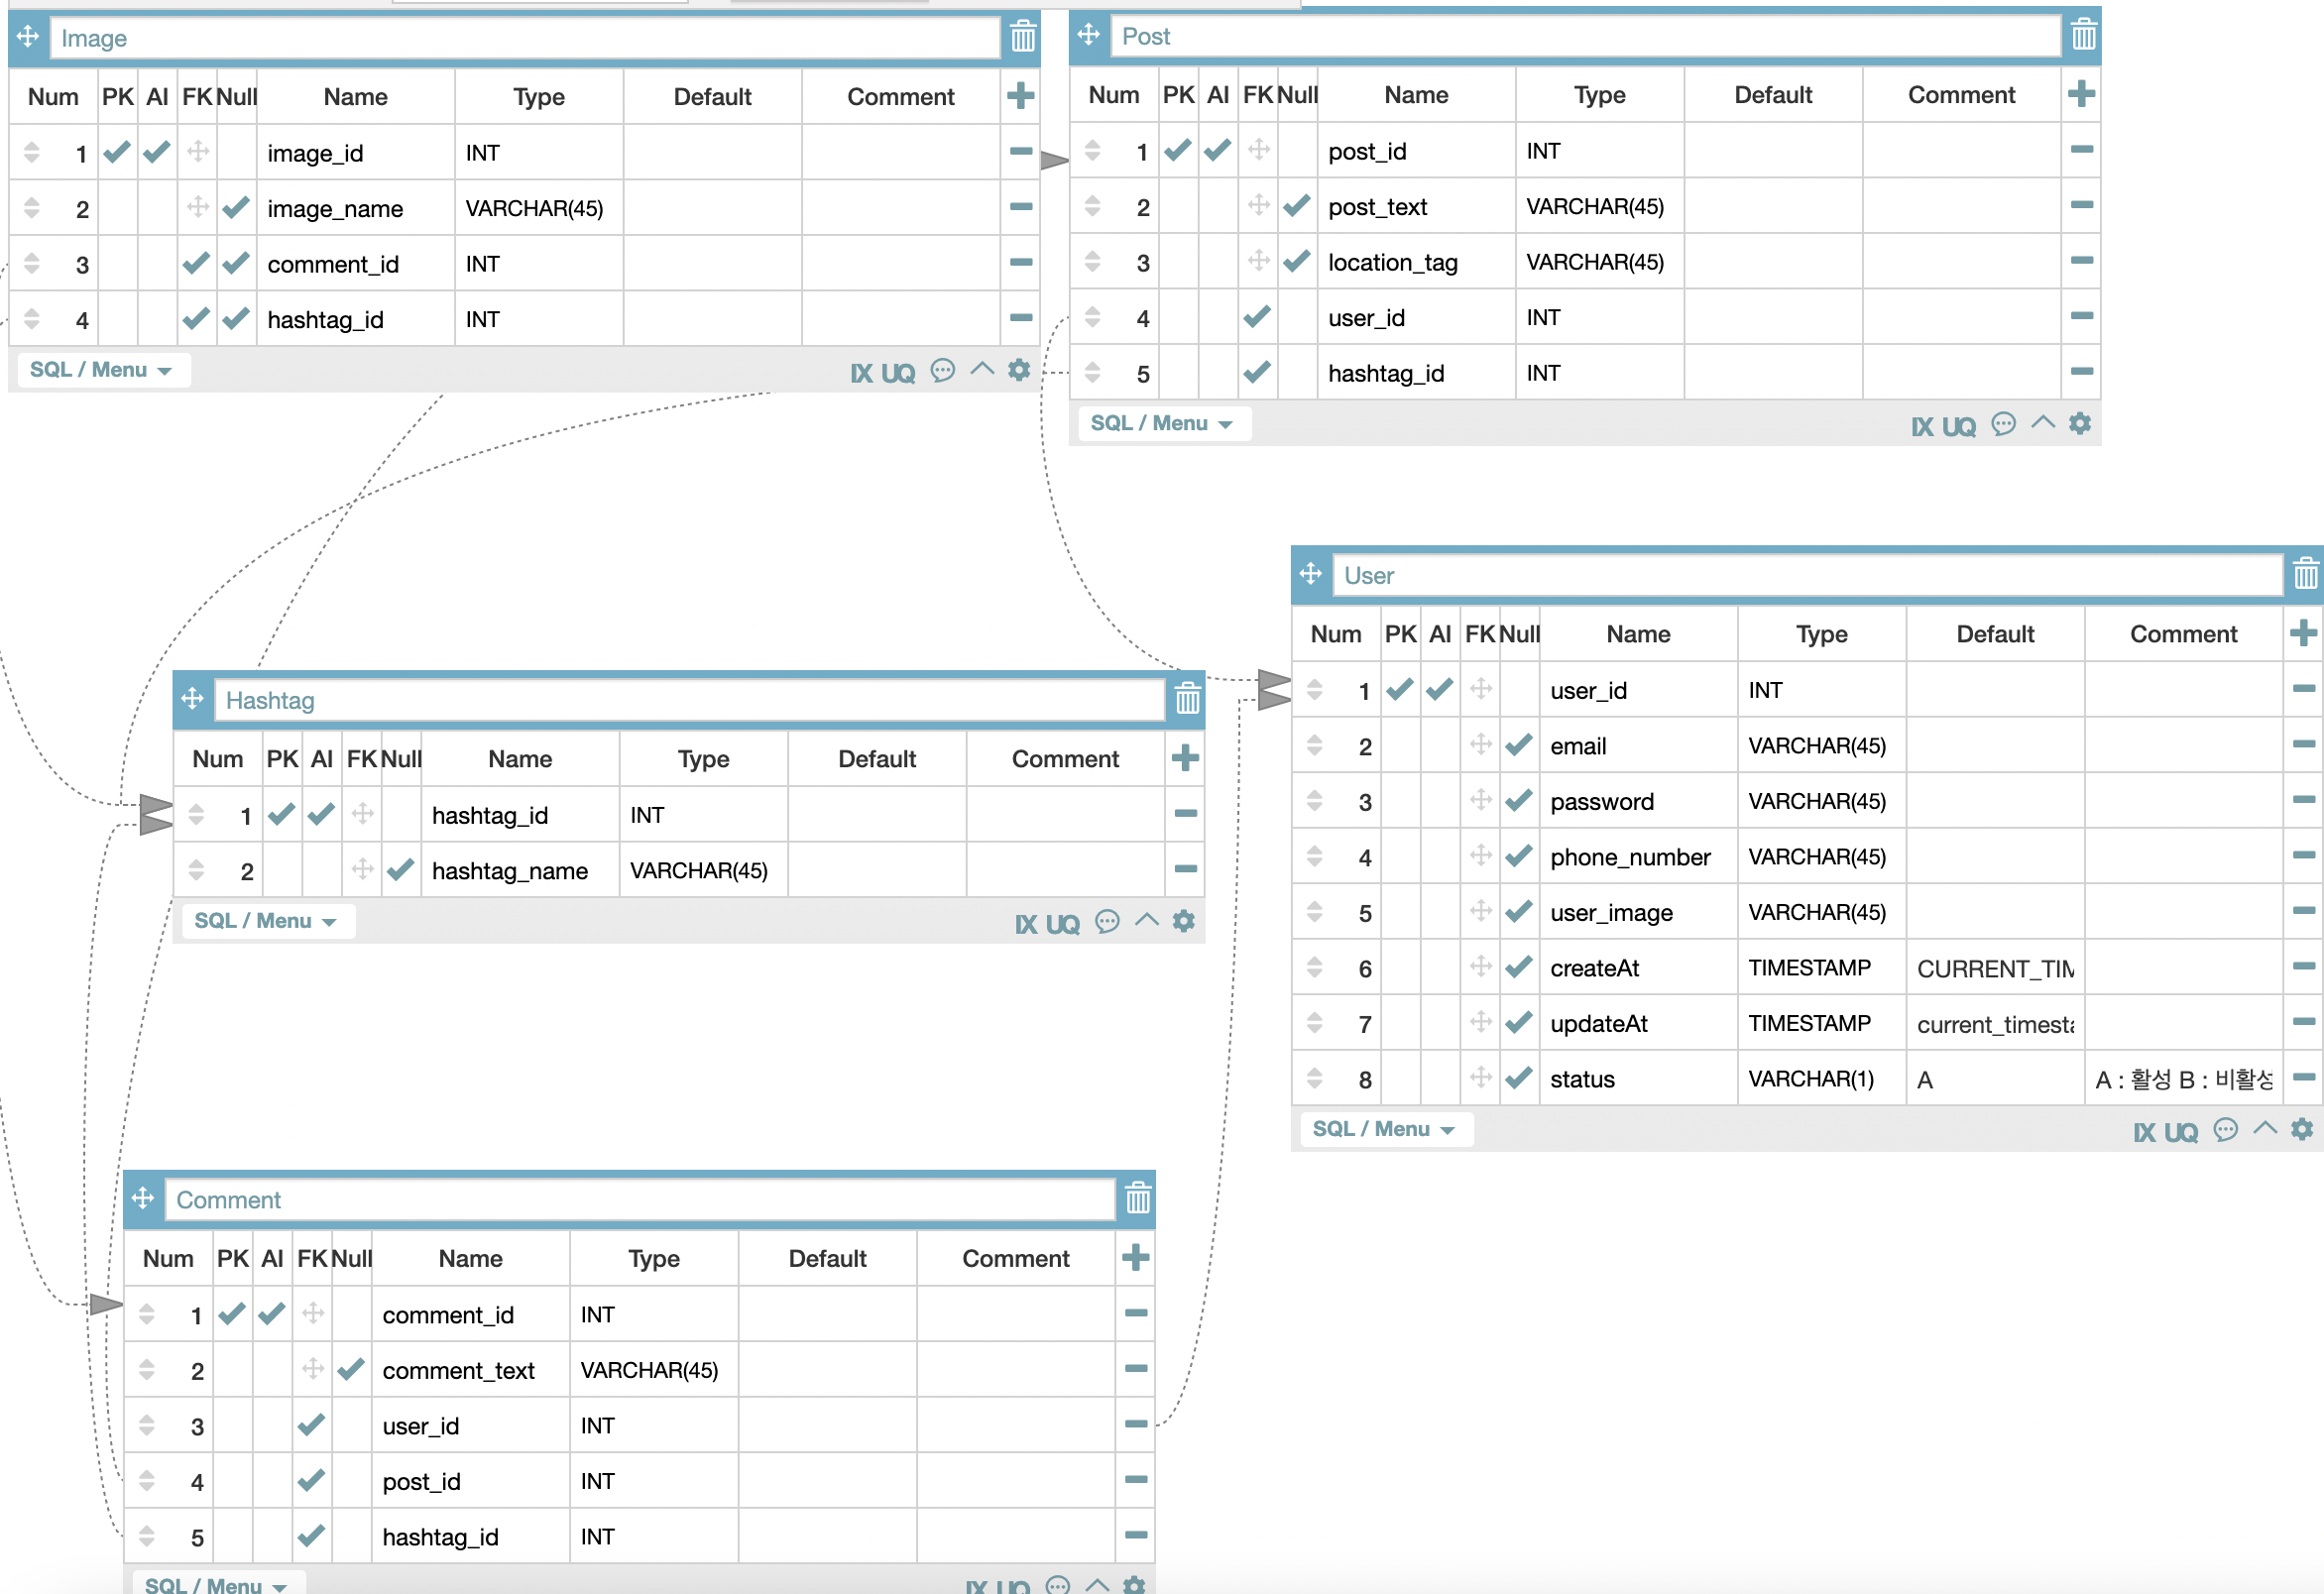 Image
Num PK AI FK Null Name Type Default Comment
1 image_id INT
2 image_name VARCHAR(45)
3 comment_id INT
4 hashtag_id INT
SQL / Menu IX UQ
Post
Num PK AI FK Null Name Type Default Comment
1 post_id INT
2 post_text VARCHAR(45)
3 location_tag VARCHAR(45)
4 user_id INT
5 hashtag_id INT
SQL / Menu IX UQ
User
Num PK AI FK Null Name Type Default Comment
1 user_id INT
2 email VARCHAR(45)
3 password VARCHAR(45)
4 phone_number VARCHAR(45)
5 user_image VARCHAR(45)
6 createAt TIMESTAMP CURRENT_TIM
7 updateAt TIMESTAMP current_timesta
8 status VARCHAR(1) A A : 활성 B : 비활성
SQL / Menu IX UQ
Hashtag
Num PK AI FK Null Name Type Default Comment
1 hashtag_id INT
2 hashtag_name VARCHAR(45)
SQL / Menu IX UQ
Comment
Num PK AI FK Null Name Type Default Comment
1 comment_id INT
2 comment_text VARCHAR(45)
3 user_id INT
4 post_id INT
5 hashtag_id INT
SQL / Menu IX UQ